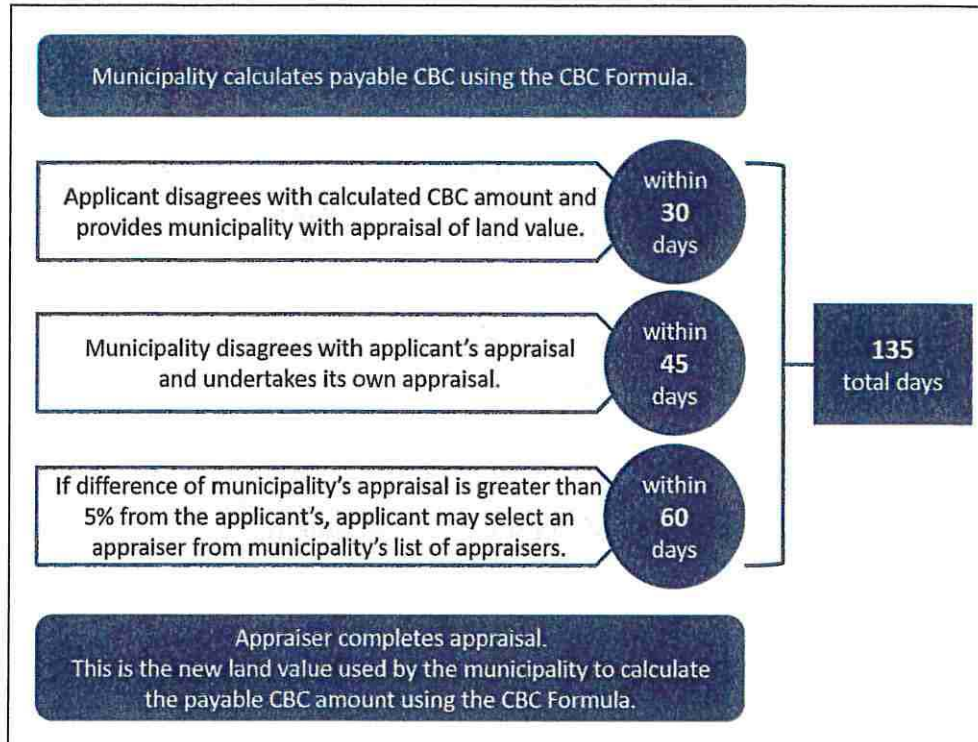 Municipality calculates payable CBC using the CBC Formula.
Applicant disagrees with calculated CBC amount and
provides municipality with appraisal of land value.
within
30
days
Municipality disagrees with applicant's appraisal
and undertakes its own appraisal.
within
45
days
135
total days
If difference of municipality's appraisal is greater than
5% from the applicant's, applicant may select an
appraiser from municipality's list of appraisers.
within
60
days
Appraiser completes appraisal.
This is the new land value used by the municipality to calculate
the payable CBC amount using the CBC Formula.